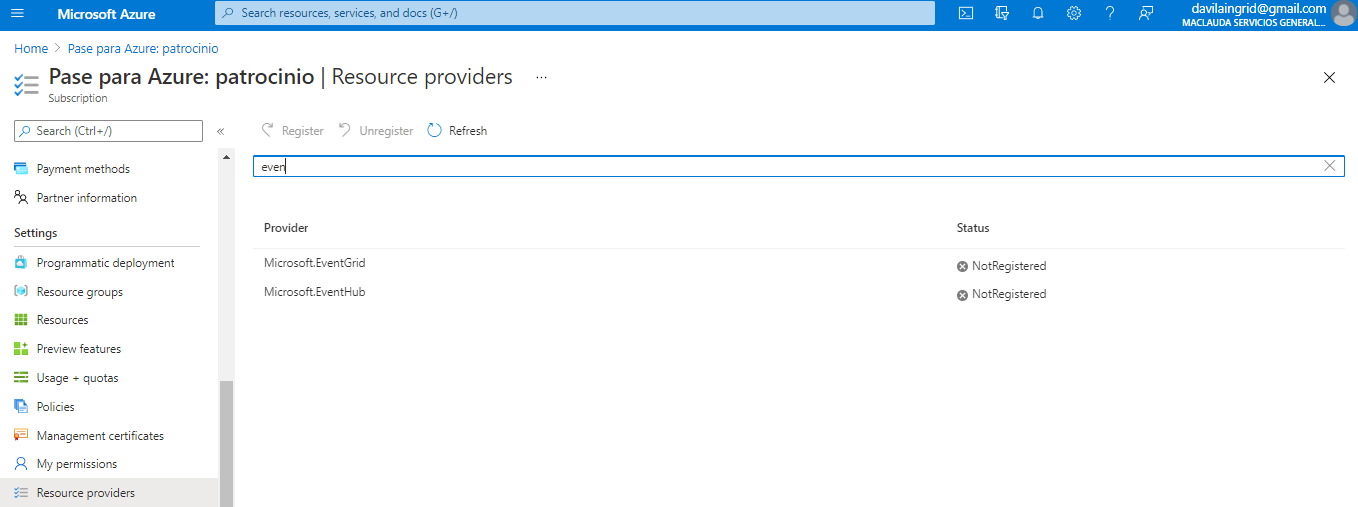 Microsoft Azure
Search resources, services, and docs (G+/)
davilaingrid@gmail.com
MACLAUDA SERVICIOS GENERAL...
Home > Pase para Azure: patrocinio
Pase para Azure: patrocinio | Resource providers ...
Subscription
Search (Ctrl+/)
«
Register
Unregister
Refresh
even
Payment methods
Partner information
Settings
Programmatic deployment
Resource groups
Resources
Preview features
Usage + quotas
Policies
Management certificates
My permissions
Resource providers
Provider Status
Microsoft.EventGrid NotRegistered
Microsoft.EventHub NotRegistered